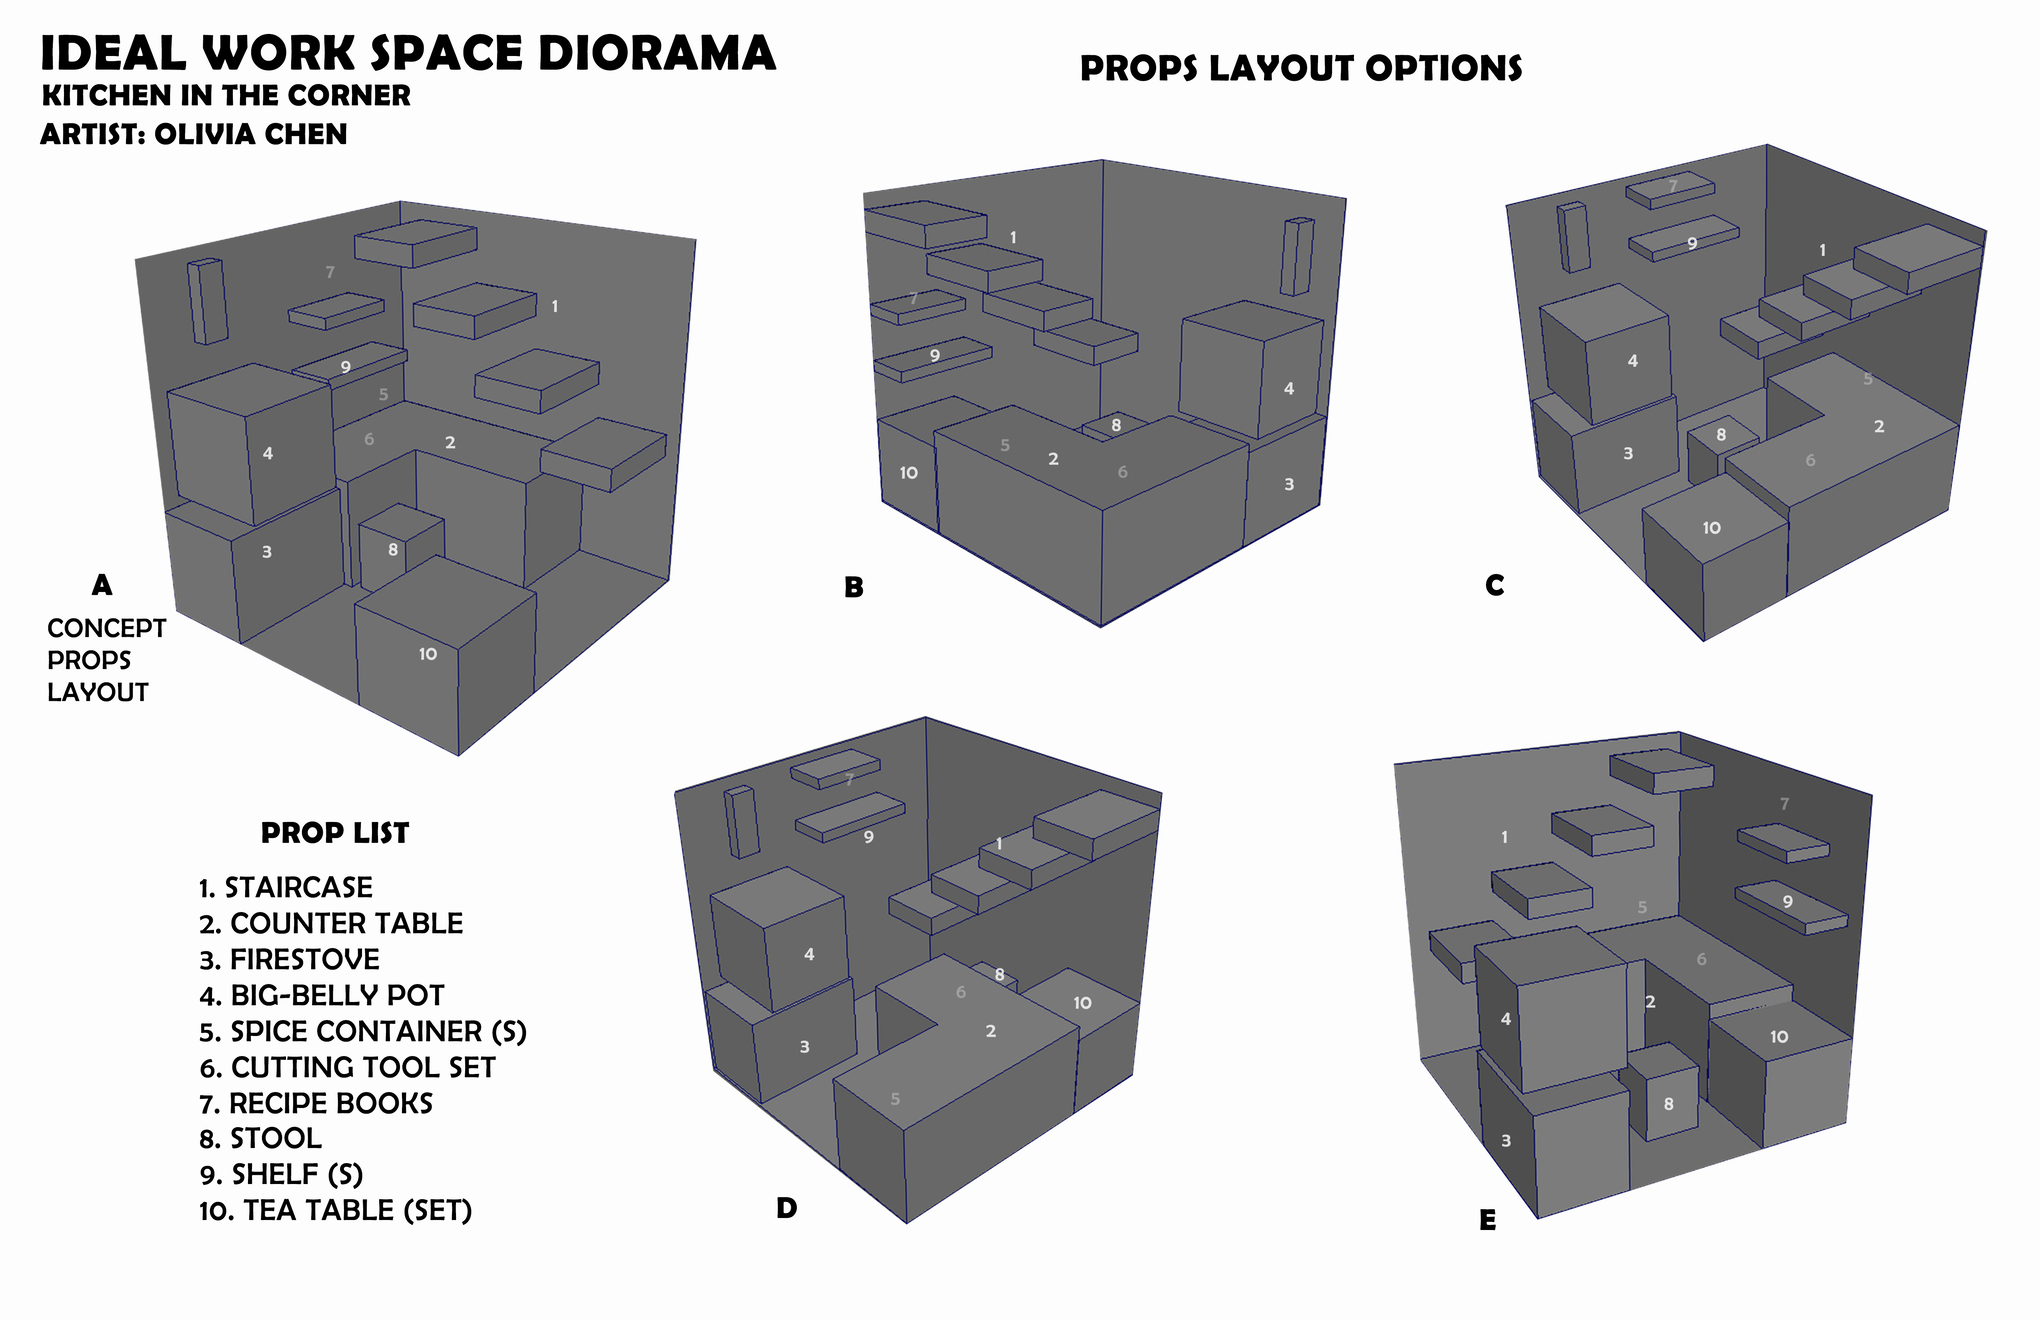 IDEAL WORK SPACE DIORAMA
KITCHEN IN THE CORNER
ARTIST: OLIVIA CHEN
PROPS LAYOUT OPTIONS
7
1
9
5
6
2
4
3
8
10
A
CONCEPT
PROPS
LAYOUT
1
7
9
4
8
5
2
6
10
3
B
7
9
1
4
5
2
8
3
6
10
C
PROP LIST
1. STAIRCASE
2. COUNTER TABLE
3. FIRESTOVE
4. BIG-BELLY POT
5. SPICE CONTAINER (S)
6. CUTTING TOOL SET
7. RECIPE BOOKS
8. STOOL
9. SHELF (S)
10. TEA TABLE (SET)
7
9
1
4
8
6
10
2
3
5
D
7
1
9
5
6
2
4
10
8
3
E